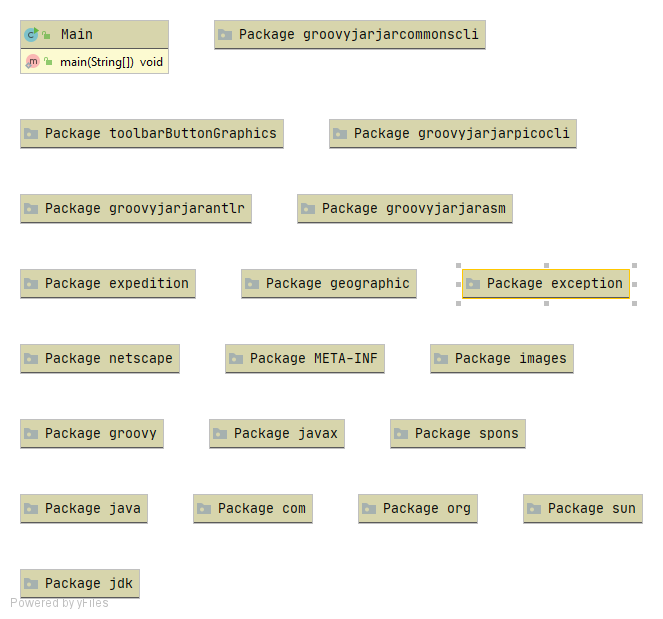 Main
Package groovyjarjarcommonscli
main(String[]) void
Package toolbarButtonGraphics
Package groovyjarjarpicocli
Package groovyjarjarantlr
Package groovyjarjarasm
Package expedition
Package geographic
Package exception
Package netscape
Package META-INF
Package images
Package groovy
Package javax
Package spons
Package java
Package com
Package org
Package sun
Package jdk
Powered by yFiles